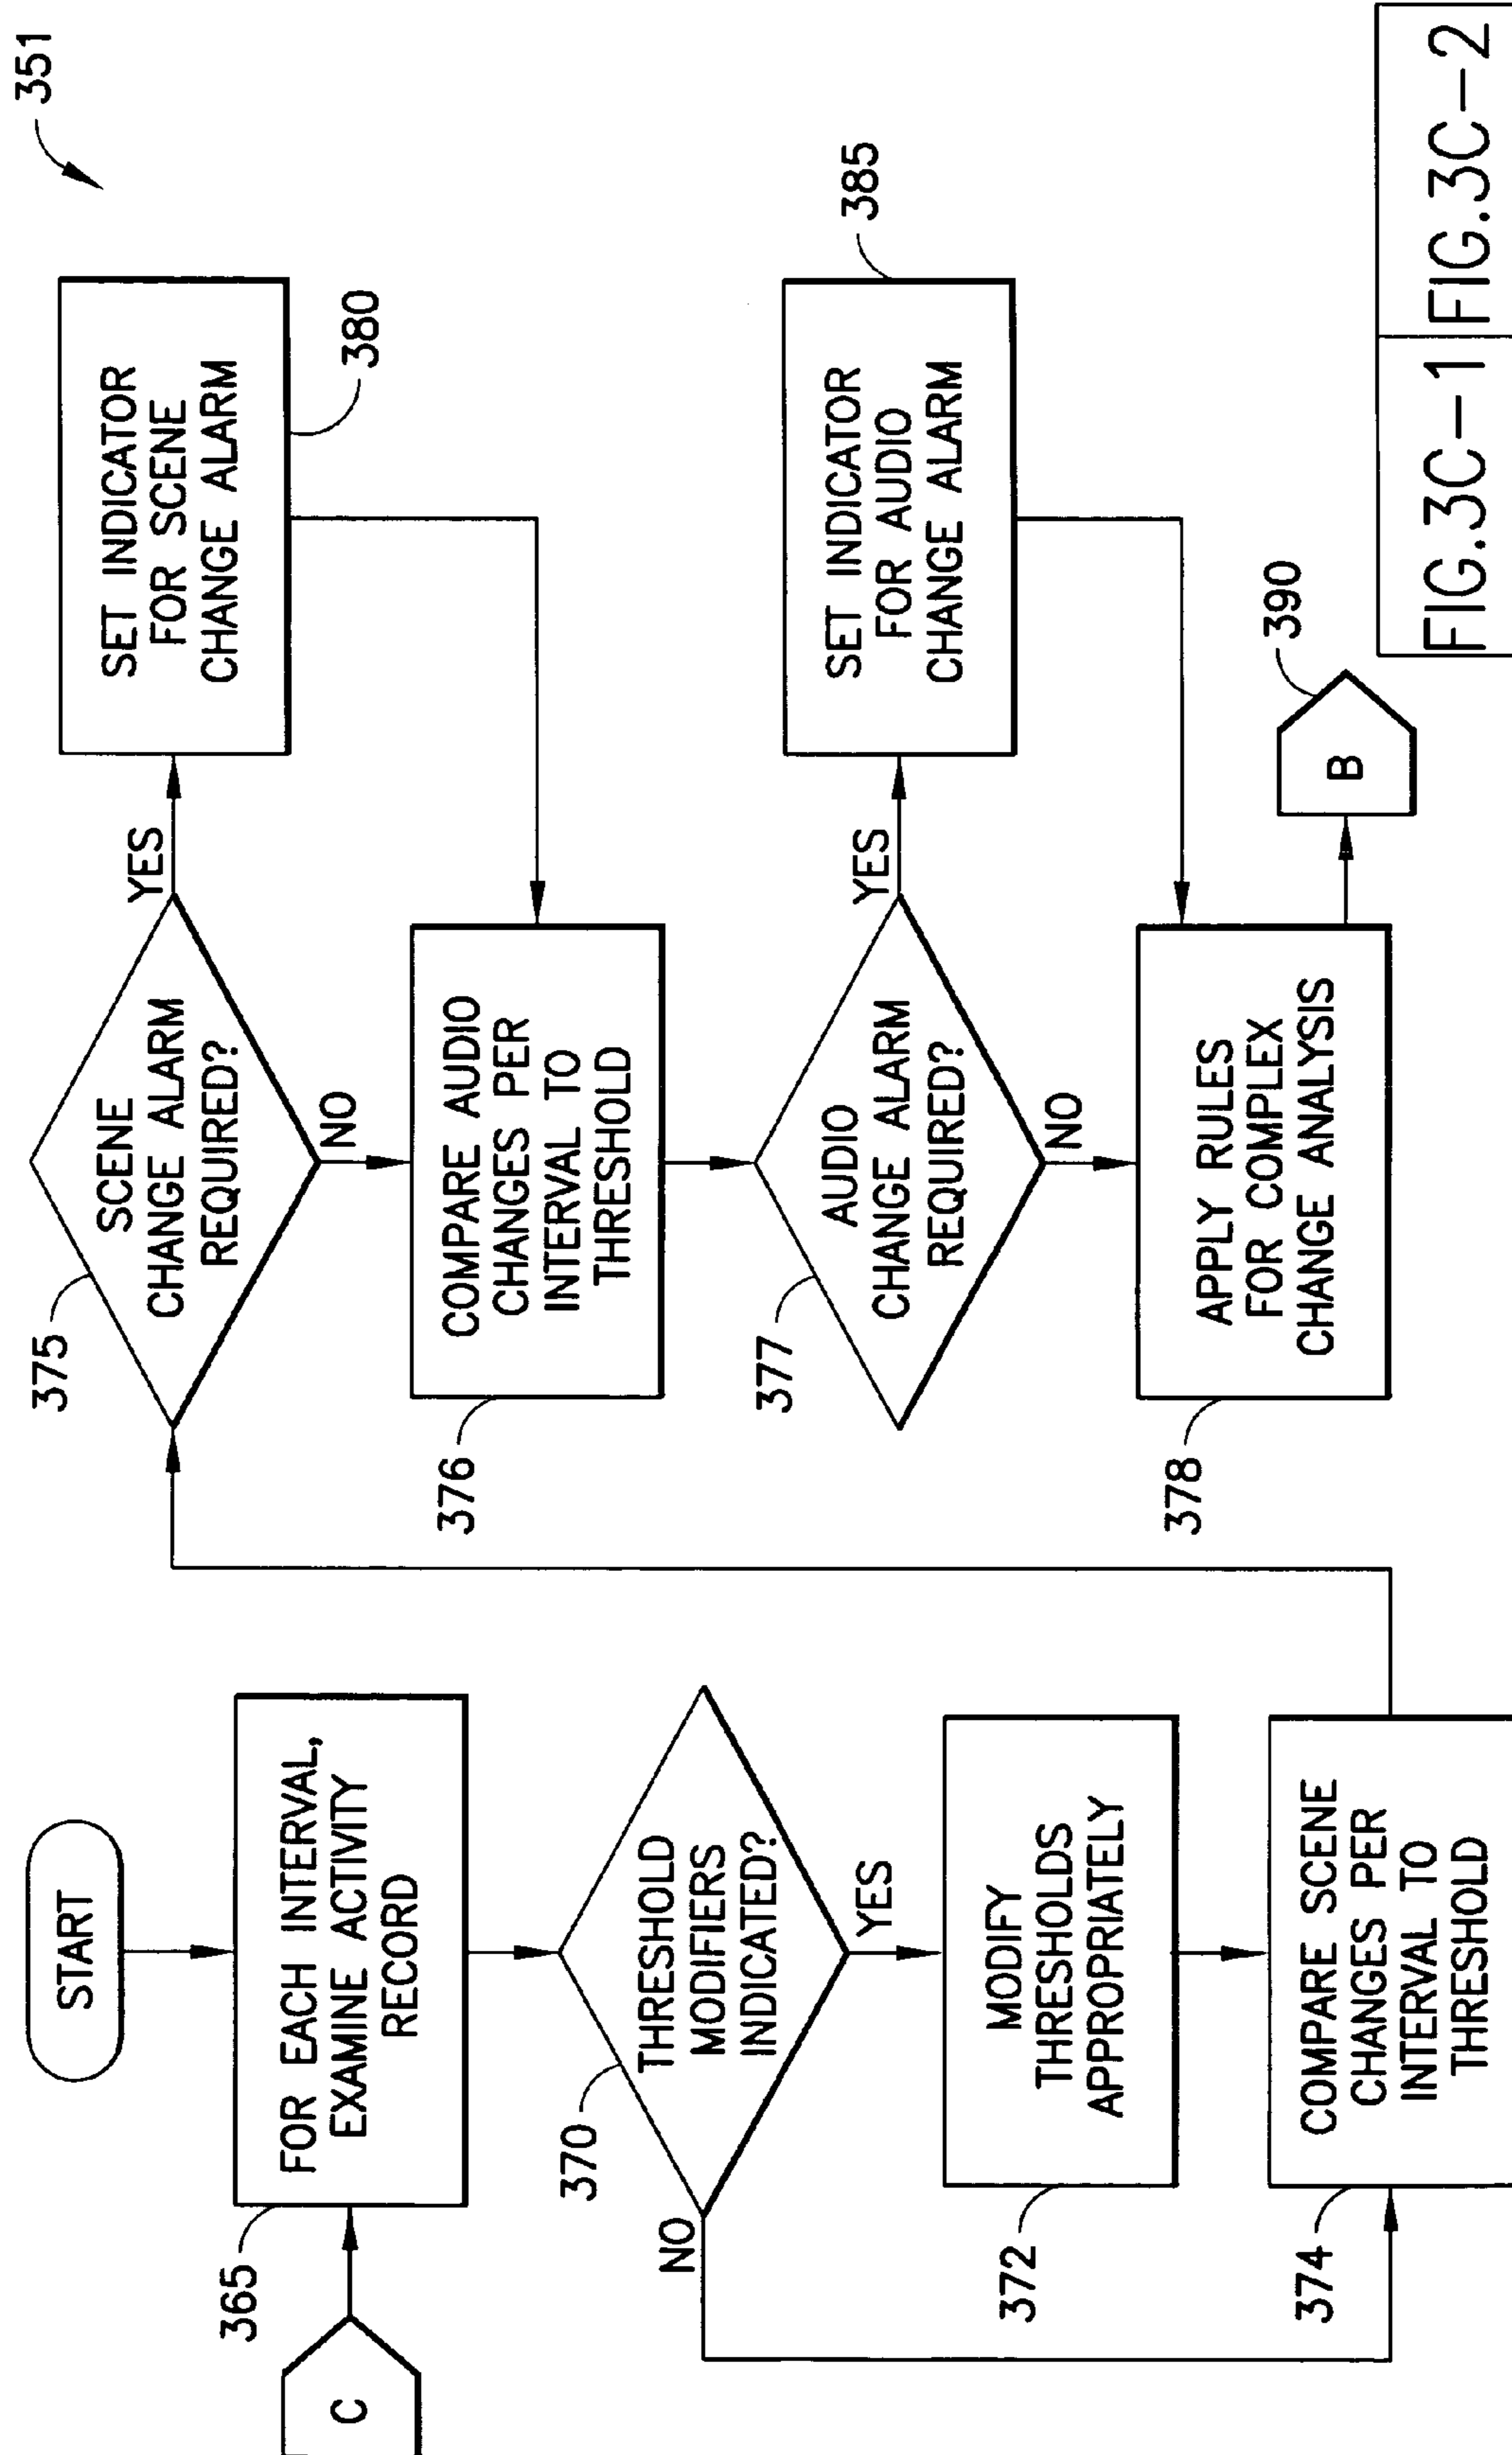 351
START
C
365
FOR EACH INTERVAL,
EXAMINE ACTIVITY
RECORD
370
THRESHOLD
MODIFIERS
INDICATED?
NO
YES
372
MODIFY
THRESHOLDS
APPROPRIATELY
374
COMPARE SCENE
CHANGES PER
INTERVAL TO
THRESHOLD
375
SCENE
CHANGE ALARM
REQUIRED?
YES
NO
SET INDICATOR
FOR SCENE
CHANGE ALARM
380
376
COMPARE AUDIO
CHANGES PER
INTERVAL TO
THRESHOLD
377
AUDIO
CHANGE ALARM
REQUIRED?
YES
NO
SET INDICATOR
FOR AUDIO
CHANGE ALARM
385
378
APPLY RULES
FOR COMPLEX
CHANGE ANALYSIS
B
390
FIG.3C-1 FIG.3C-2